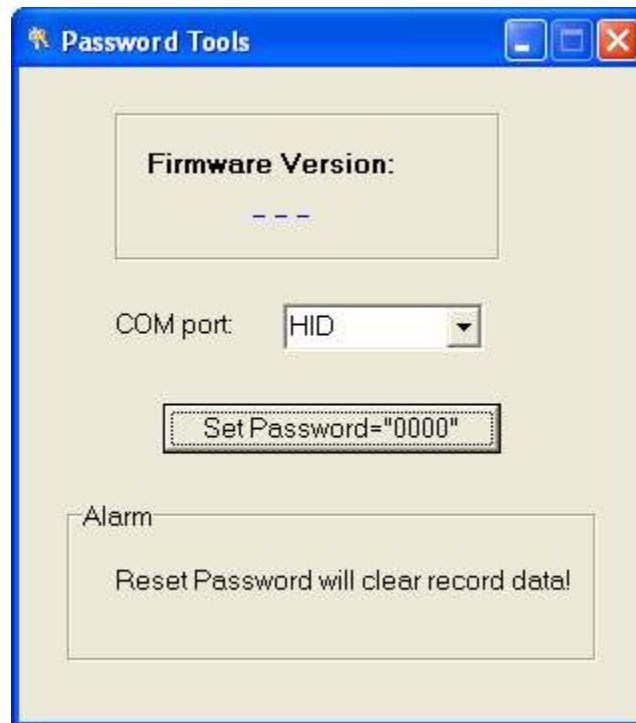 Password Tools
Firmware Version:
- - -
COM port:
HID
Set Password="0000"
Alarm
Reset Password will clear record data!